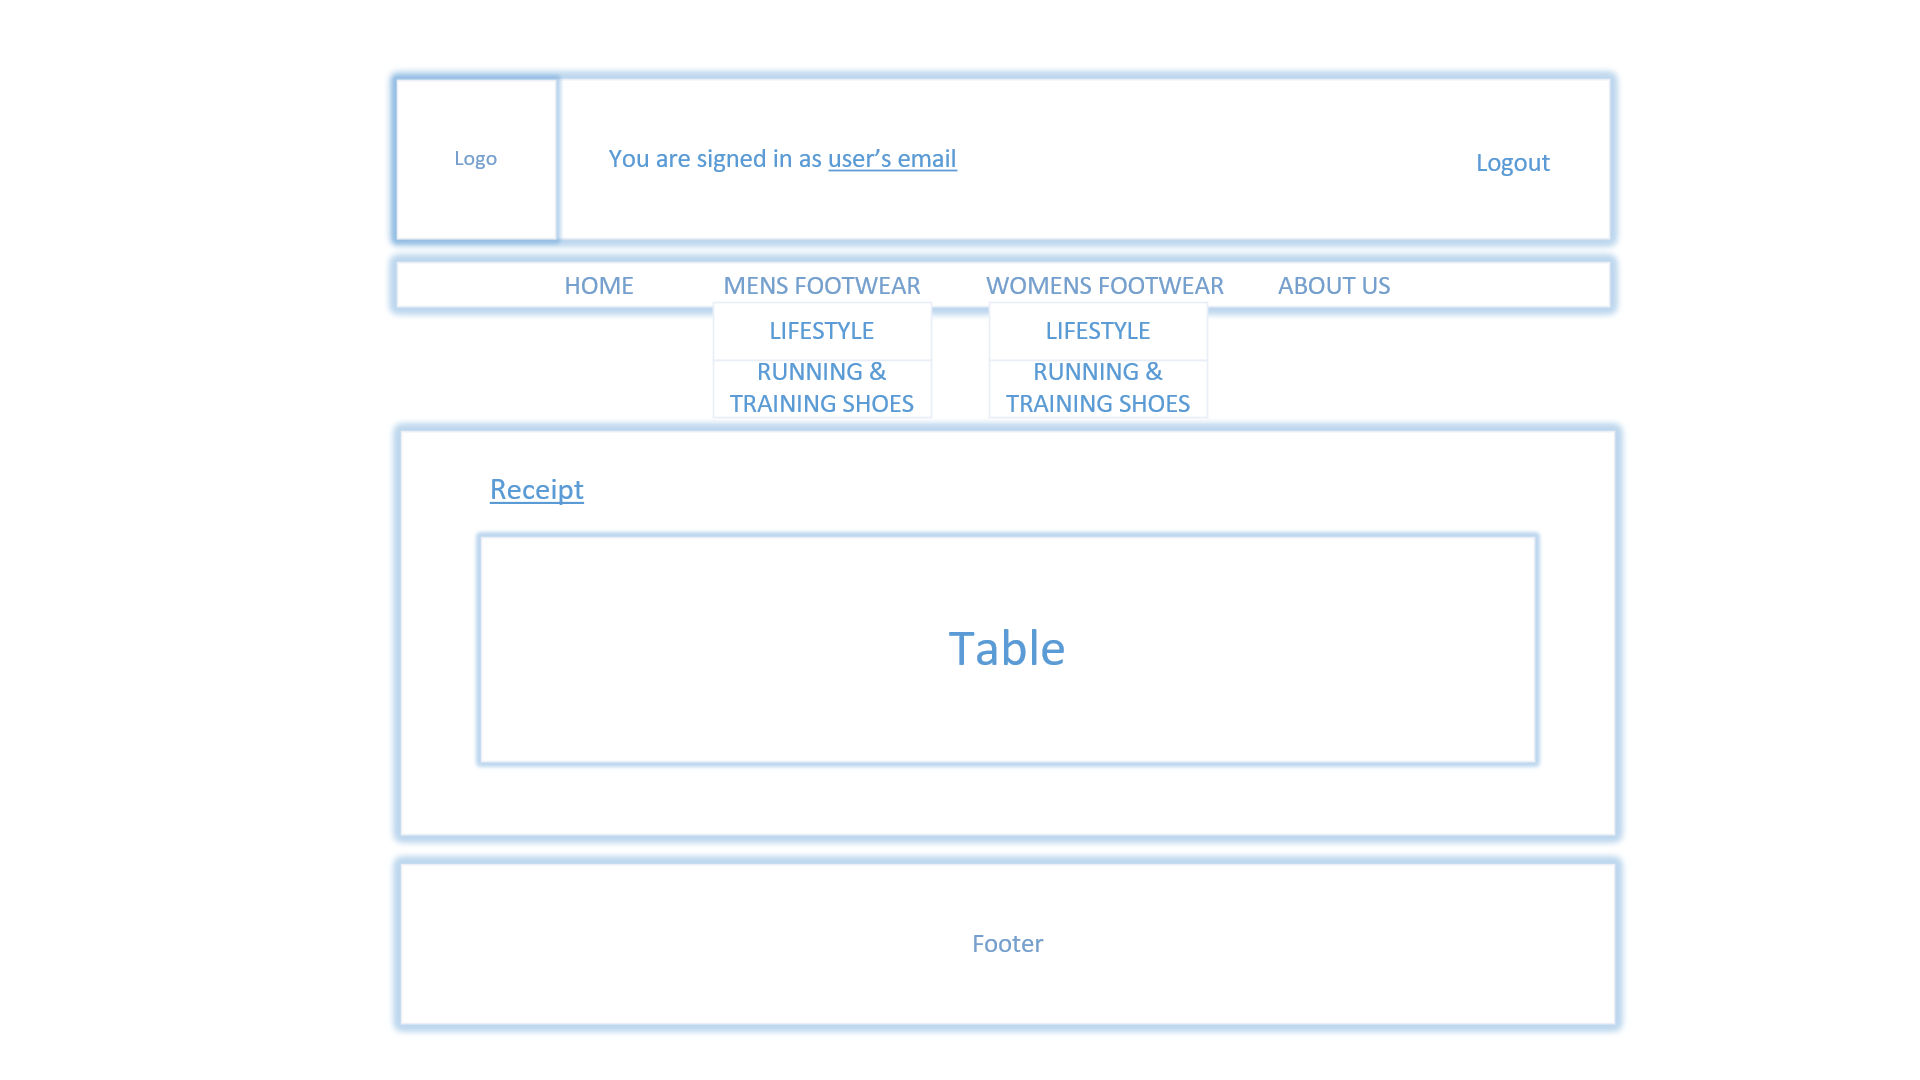 Logo
You are signed in as user’s email
Logout
HOME
MENS FOOTWEAR
WOMENS FOOTWEAR
ABOUT US
LIFESTYLE
RUNNING &
TRAINING SHOES
LIFESTYLE
RUNNING &
TRAINING SHOES
Receipt
Table
Footer